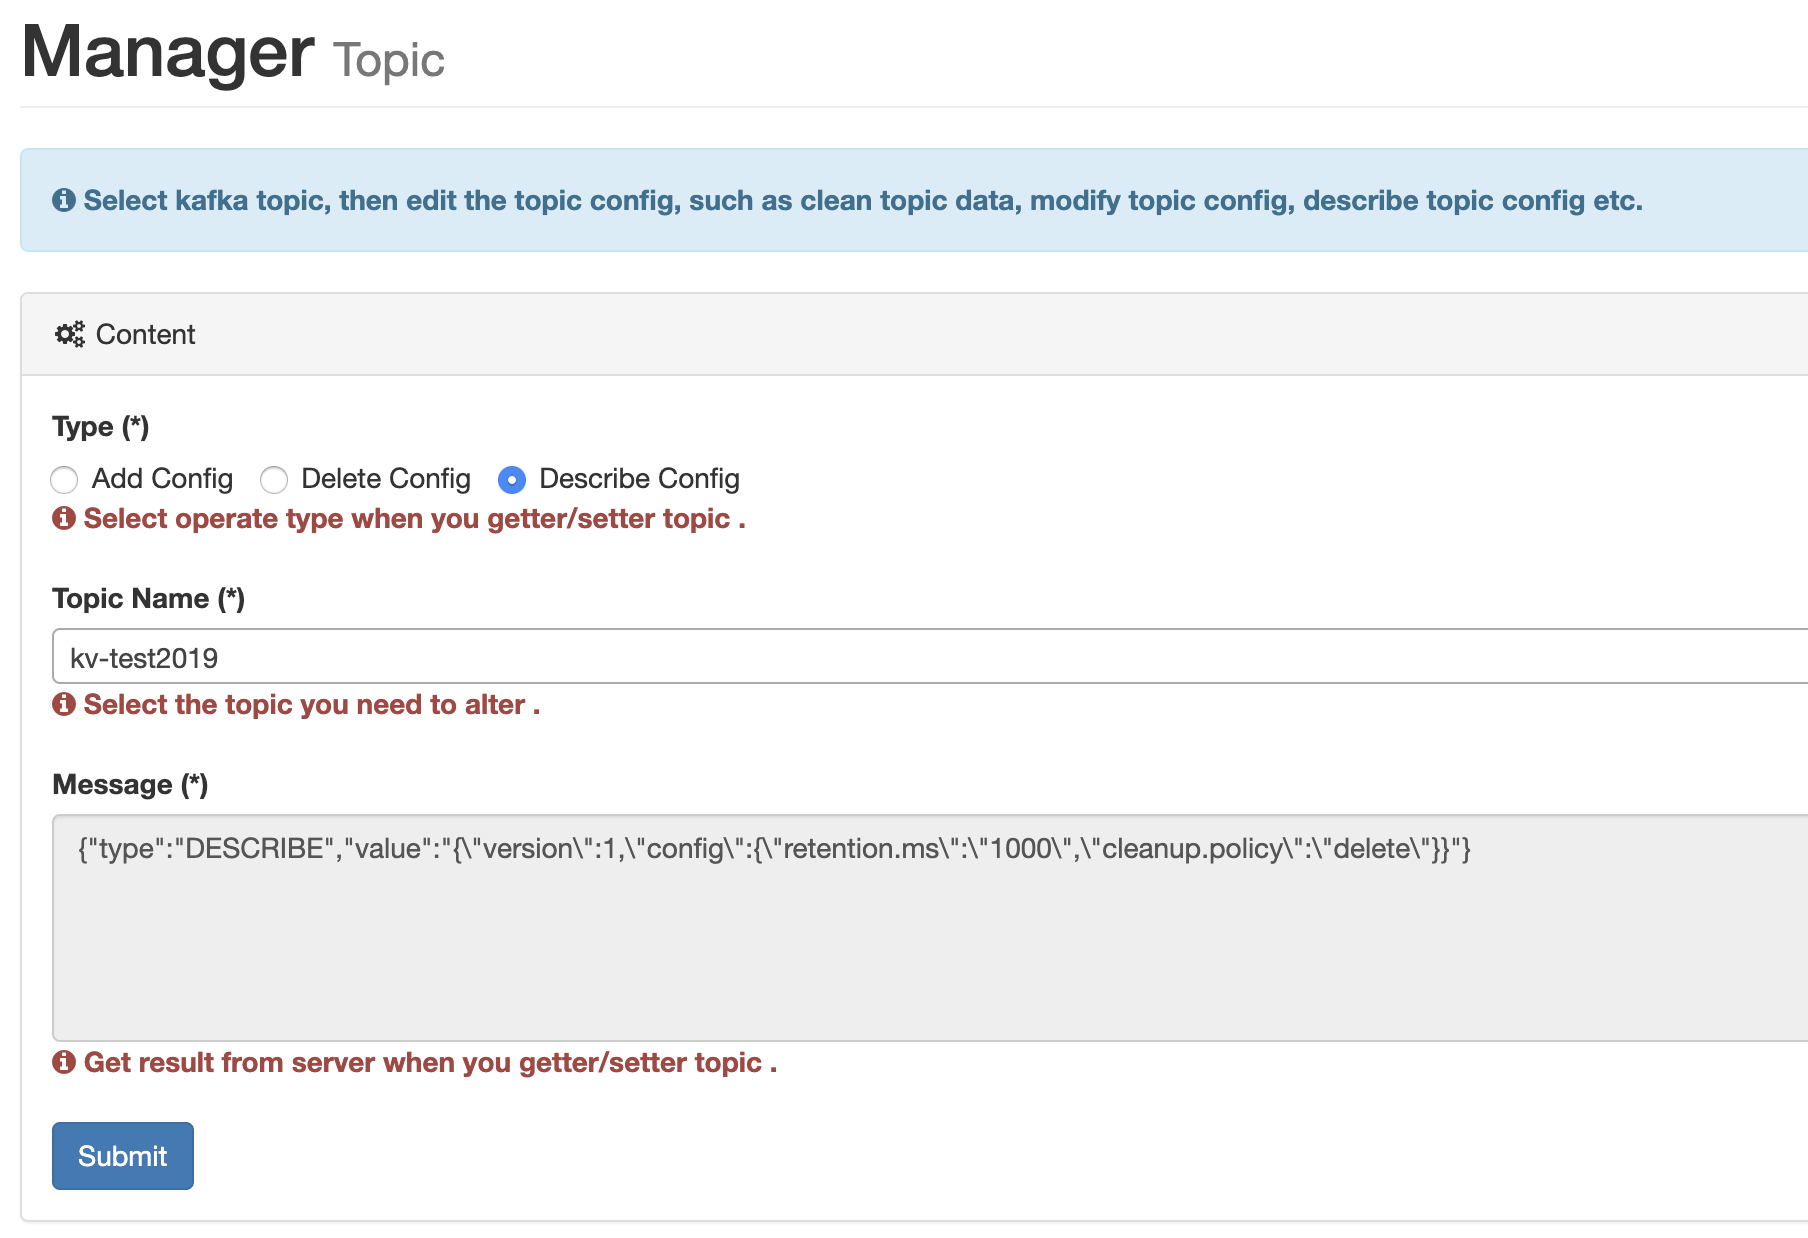 Manager Topic
Select kafka topic, then edit the topic config, such as clean topic data, modify topic config, describe topic config etc.
Content
Type (*)
Add Config Delete Config Describe Config
Select operate type when you getter/setter topic .
Topic Name (*)
kv-test2019
Select the topic you need to alter .
Message (*)
{"type":"DESCRIBE","value":"{\"version\":1,\"config\":{\"retention.ms\":\"1000\",\"cleanup.policy\":\"delete\"}}"}
Get result from server when you getter/setter topic .
Submit